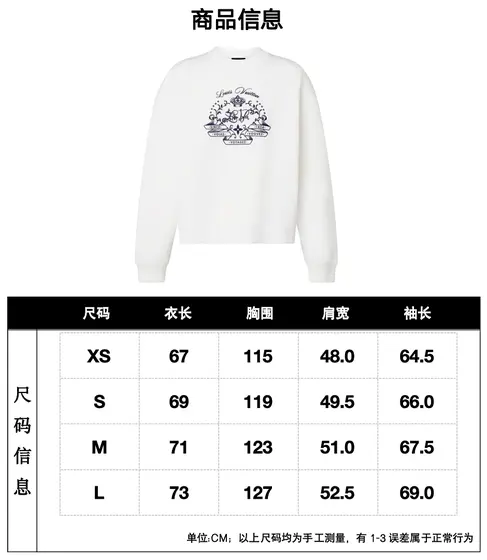 商品信息
Louis Vuitton
尺码 衣长 胸围 肩宽 袖长
尺码信息
XS 67 115 48.0 64.5
S 69 119 49.5 66.0
M 71 123 51.0 67.5
L 73 127 52.5 69.0
单位:CM；以上尺码均为手工测量，有 1-3 误差属于正常行为